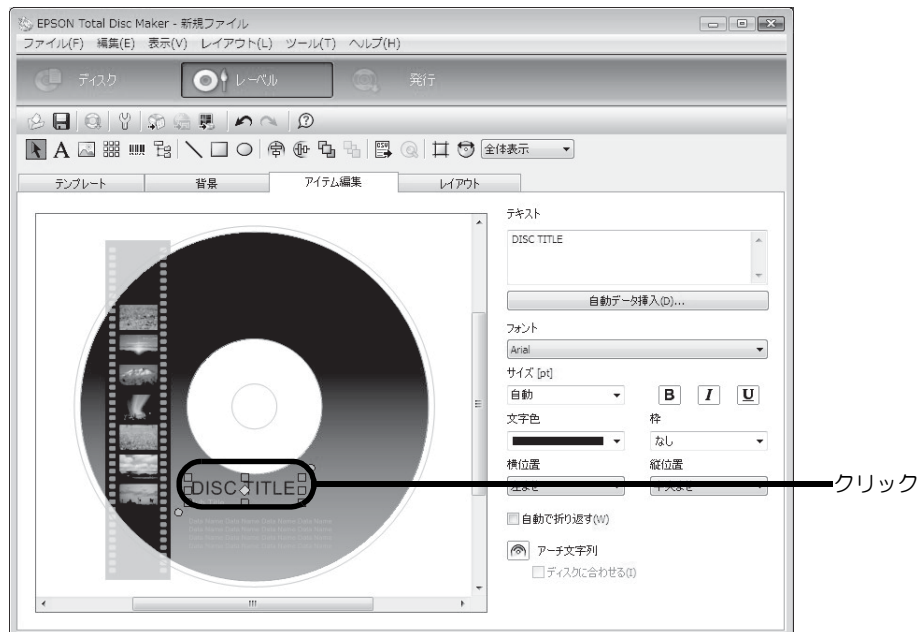 EPSON Total Disc Maker - 新規ファイル
ファイル(F) 編集(E) 表示(V) レイアウト(L) ツール(T) ヘルプ(H)
ディスク レーベル 発行
全体表示
テンプレート 背景 アイテム編集 レイアウト
テキスト
DISC TITLE
自動データ挿入(D)...
フォント
Arial
サイズ [pt]
自動 B I U
文字色 枠
なし
横位置 縦位置
DISC TITLE
クリック
自動で折り返す(W)
アーチ文字列
ディスクに合わせる(I)